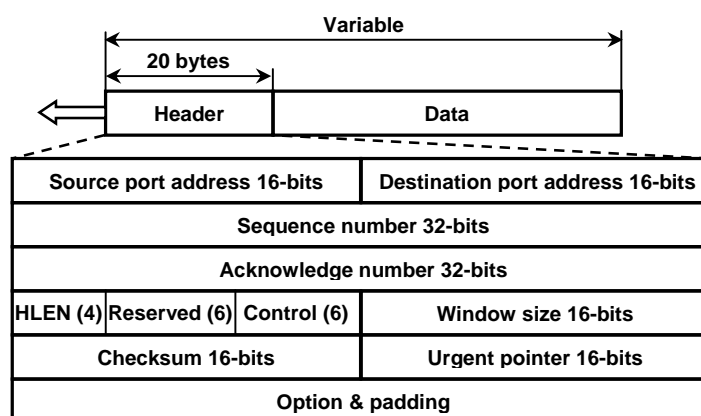 Variable
20 bytes
Header Data
Source port address 16-bits Destination port address 16-bits
Sequence number 32-bits
Acknowledge number 32-bits
HLEN (4) Reserved (6) Control (6) Window size 16-bits
Checksum 16-bits Urgent pointer 16-bits
Option & padding